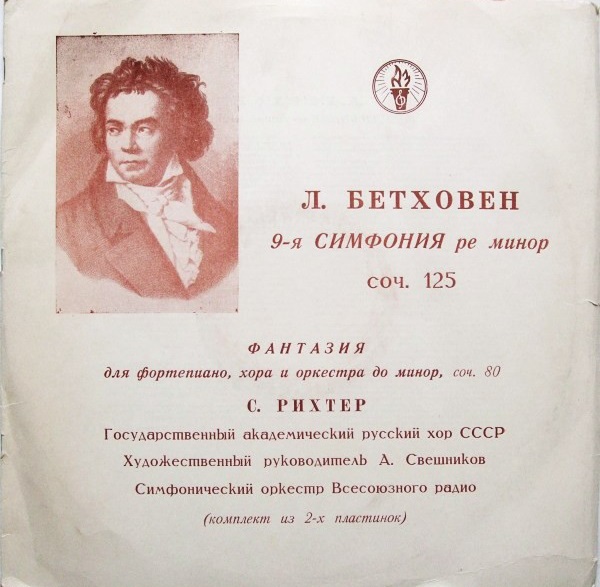 АЗ
Л. БЕТХОВЕН
9-я СИМФОНИЯ ре минор
соч. 125
ФАНТАЗИЯ
для фортепиано, хора и оркестра до минор, соч. 80
С. РИХТЕР
Государственный академический русский хор СССР
Художественный руководитель А. Свешников
Симфонический оркестр Всесоюзного радио
(комплект из 2-х пластинок)